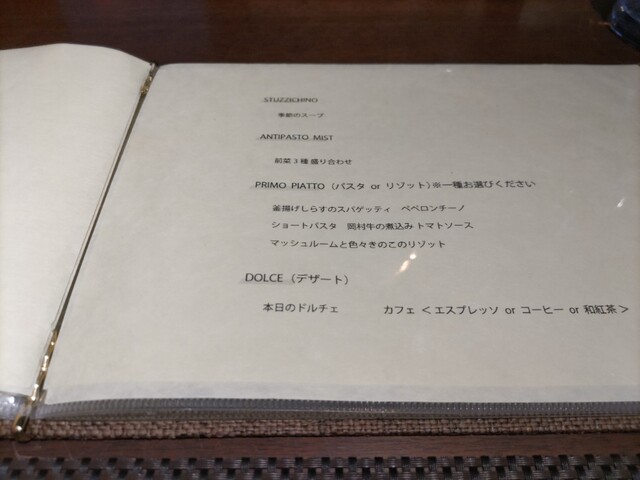 STUZZICHINO
季節のスープ
ANTIPASTO MIST
前菜3種盛り合わせ
PRIMO PIATTO（パスタ or リゾット）※一種お選びください
釜揚げしらすのスパゲッティ　ペペロンチーノ
ショートパスタ　岡村牛の煮込み トマトソース
マッシュルームと色々きのこのリゾット
DOLCE（デザート）
本日のドルチェ　　カフェ ＜ エスプレッソ or コーヒー or 和紅茶 ＞